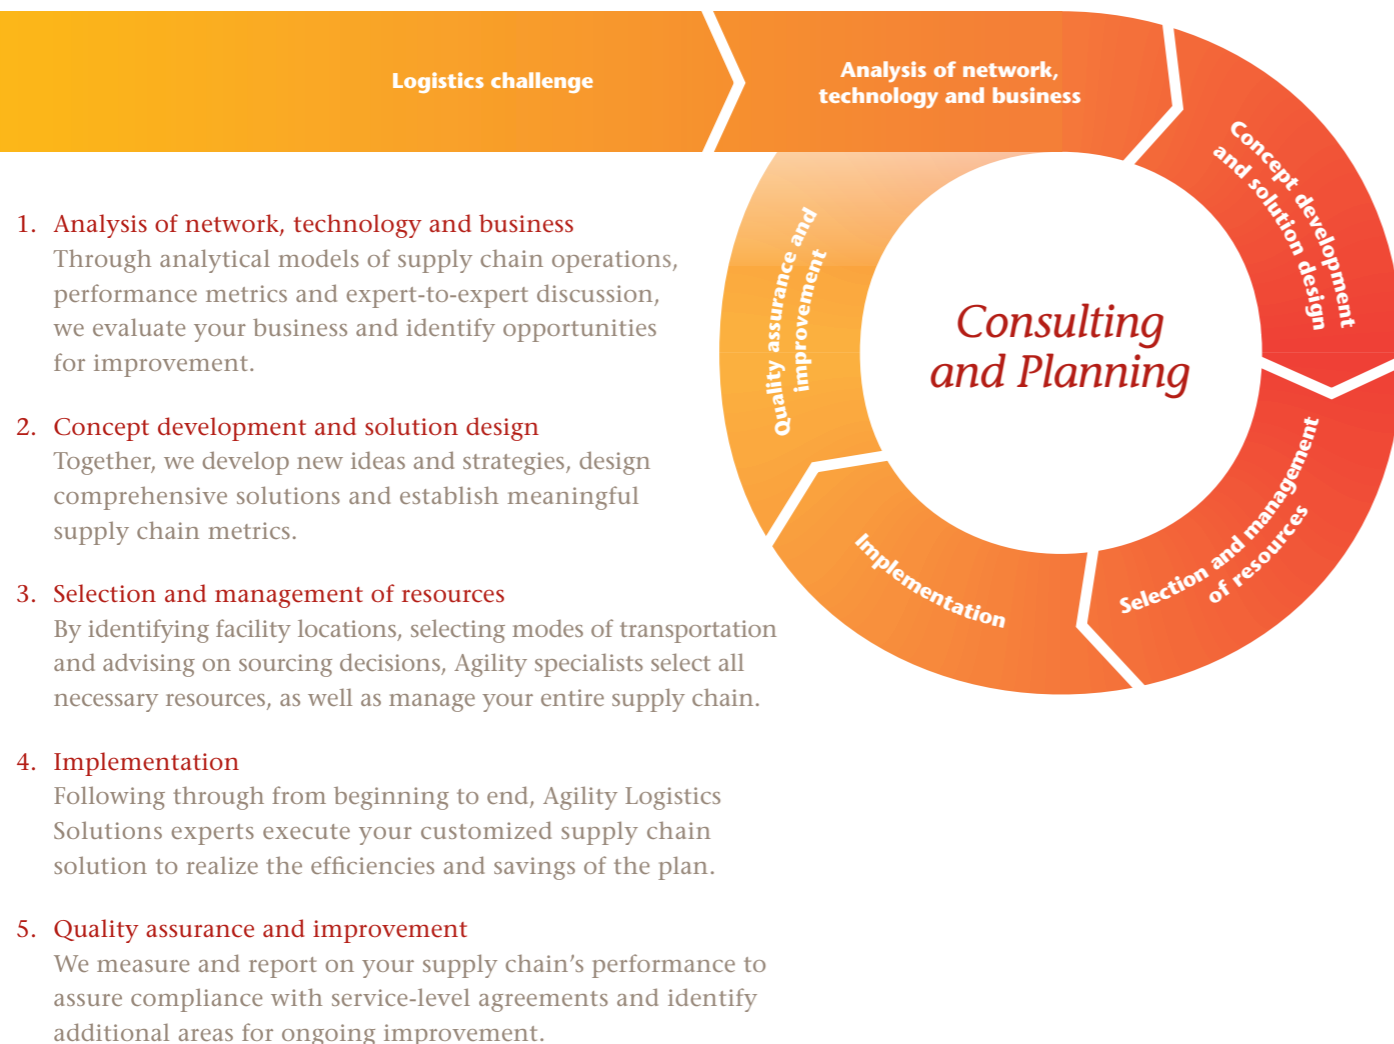 Logistics challenge
Analysis of network,
technology and business
Concept development
and solution design
Selection and management
of resources
Implementation
Quality assurance and
improvement
Consulting
and Planning
1. Analysis of network, technology and business
Through analytical models of supply chain operations,
performance metrics and expert-to-expert discussion,
we evaluate your business and identify opportunities
for improvement.
2. Concept development and solution design
Together, we develop new ideas and strategies, design
comprehensive solutions and establish meaningful
supply chain metrics.
3. Selection and management of resources
By identifying facility locations, selecting modes of transportation
and advising on sourcing decisions, Agility specialists select all
necessary resources, as well as manage your entire supply chain.
4. Implementation
Following through from beginning to end, Agility Logistics
Solutions experts execute your customized supply chain
solution to realize the efficiencies and savings of the plan.
5. Quality assurance and improvement
We measure and report on your supply chain’s performance to
assure compliance with service-level agreements and identify
additional areas for ongoing improvement.